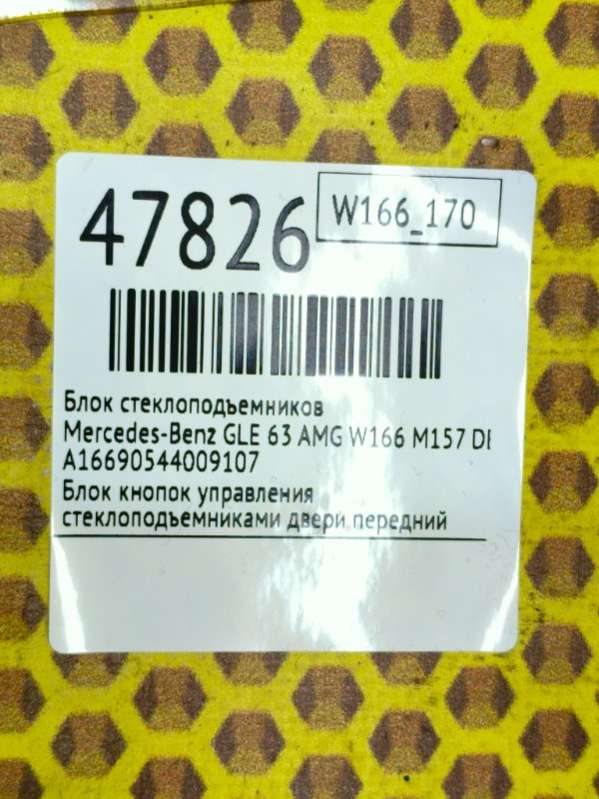 47826
W166_170
Блок стеклоподъемников
Mercedes-Benz GLE 63 AMG W166 M157 DE
A16690544009107
Блок кнопок управления
стеклоподъемниками двери передний